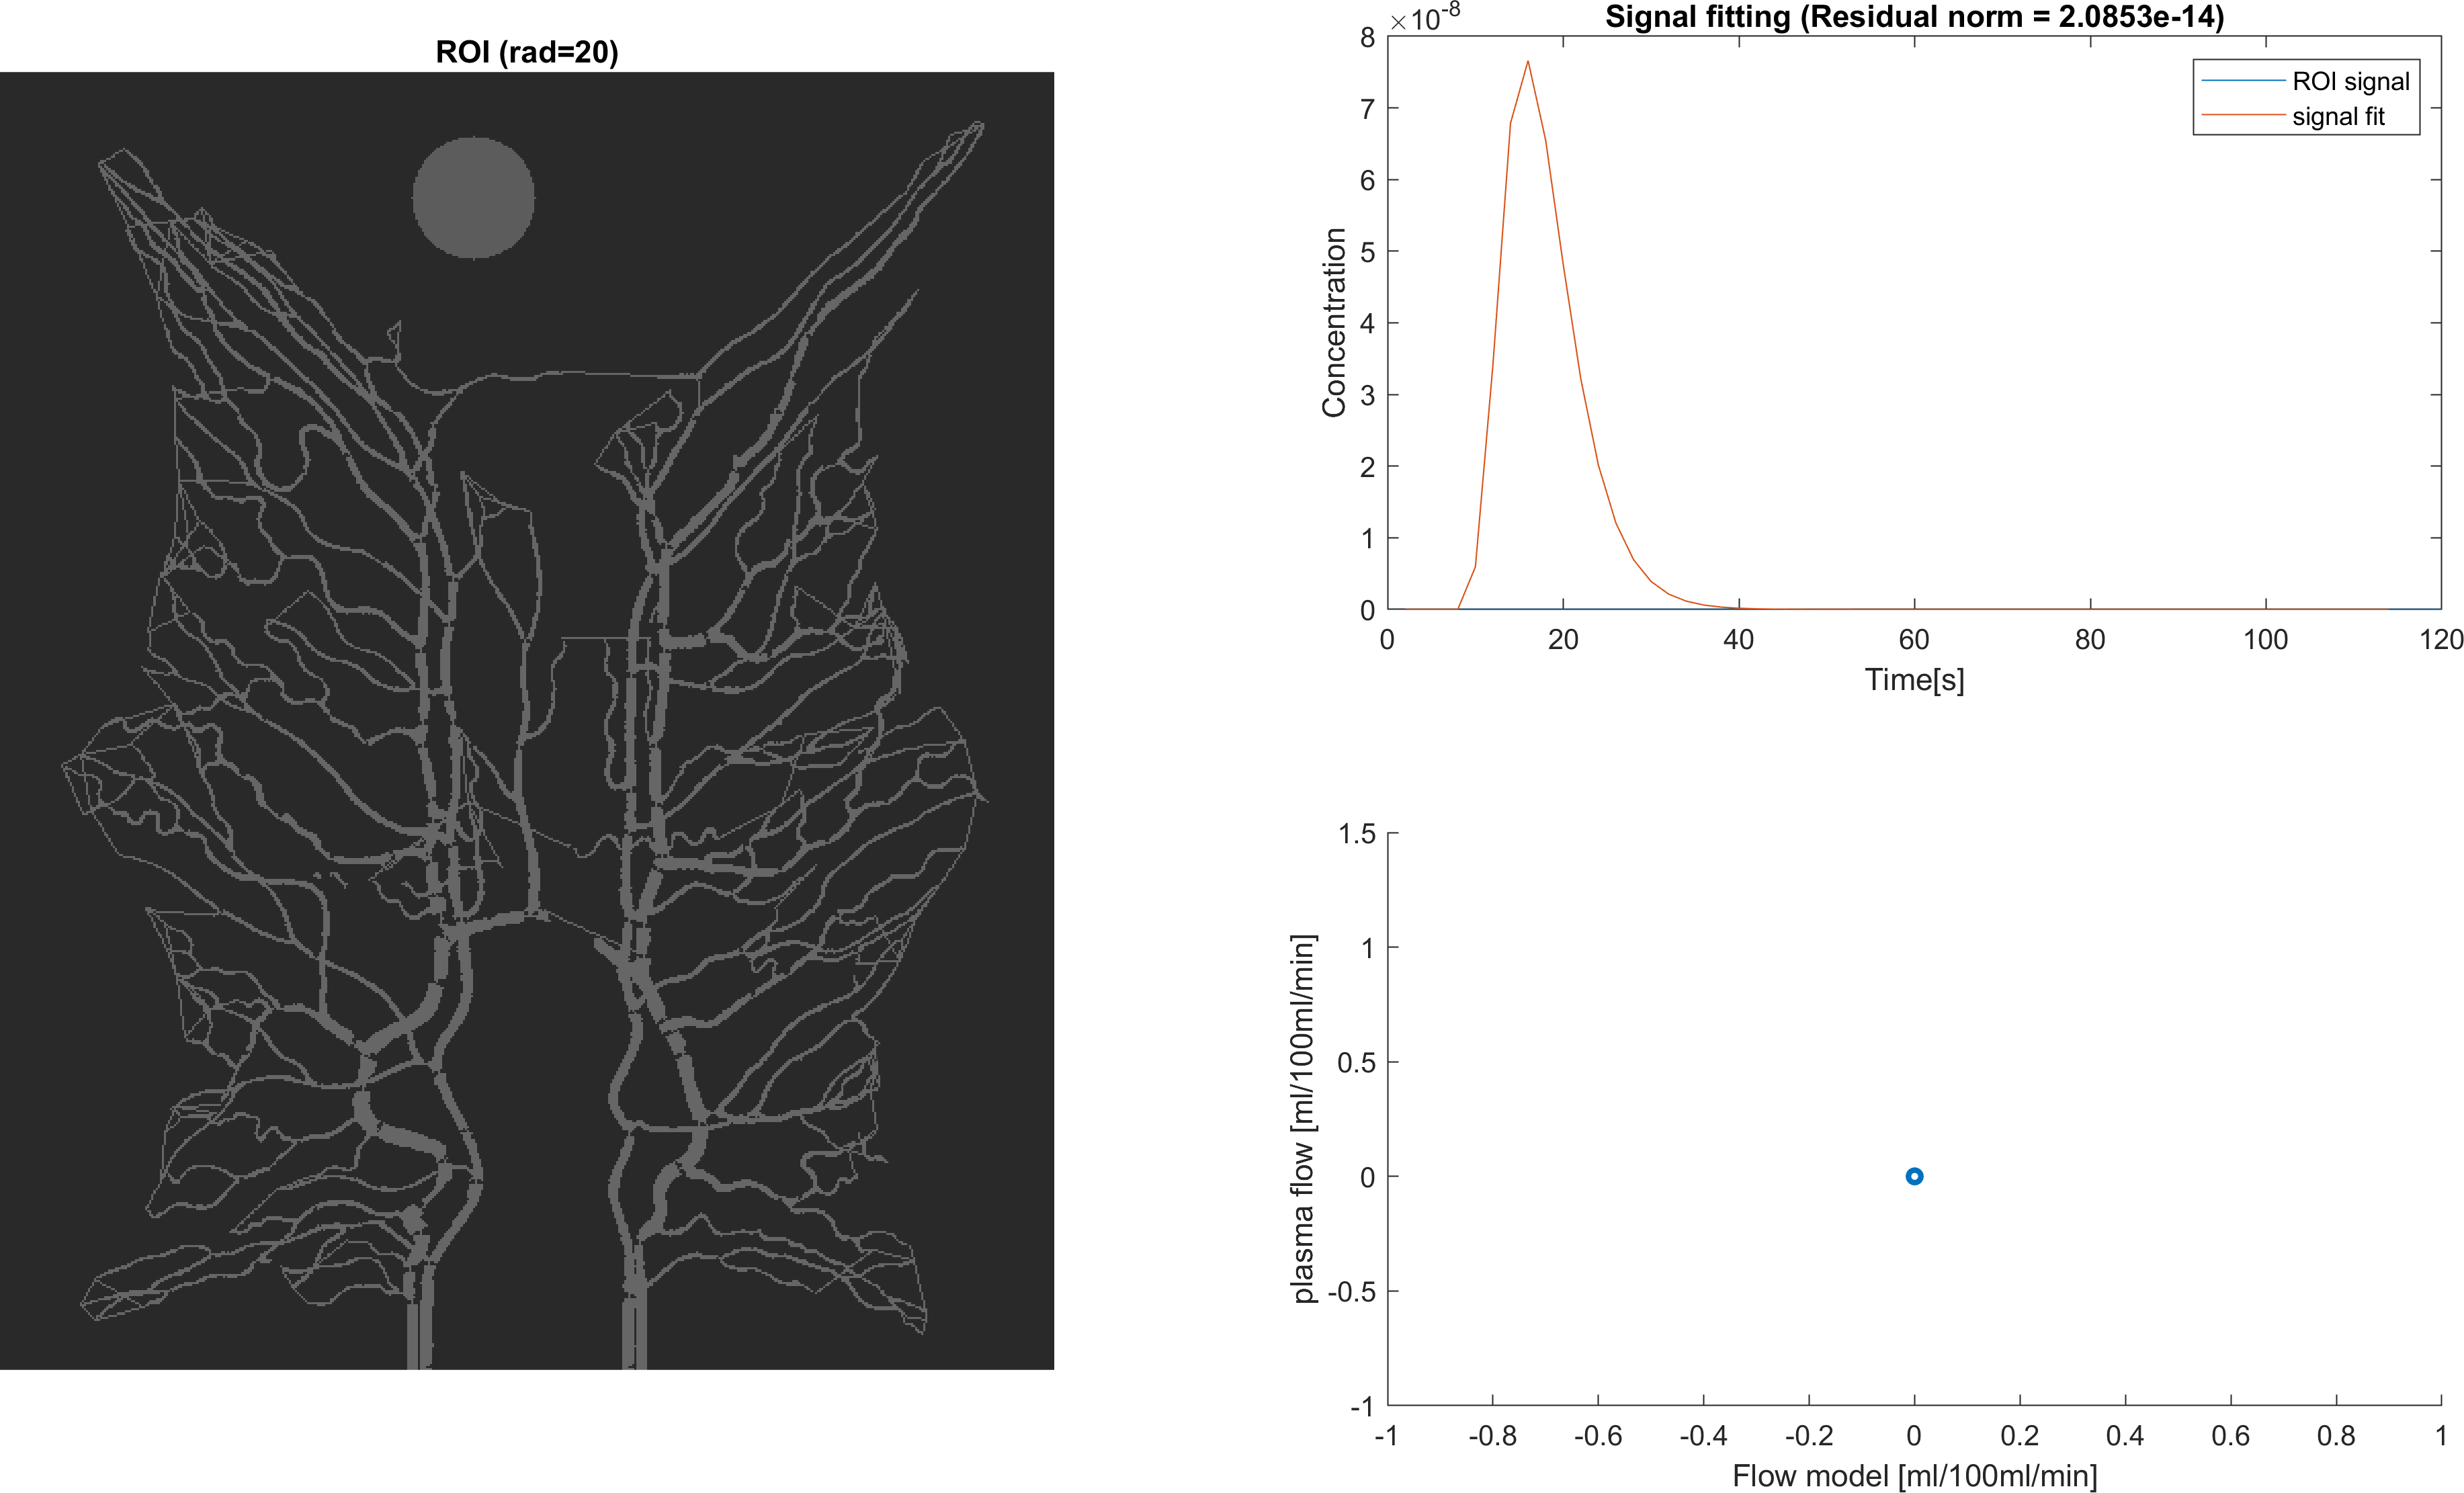 ROI (rad=20)
Signal fitting (Residual norm = 2.0853e-14)
×10-8
8
7
6
5
4
3
2
1
0
Concentration
0 20 40 60 80 100 120
Time[s]
ROI signal
signal fit
1.5
1
0.5
0
-0.5
-1
plasma flow [ml/100ml/min]
-1 -0.8 -0.6 -0.4 -0.2 0 0.2 0.4 0.6 0.8 1
Flow model [ml/100ml/min]